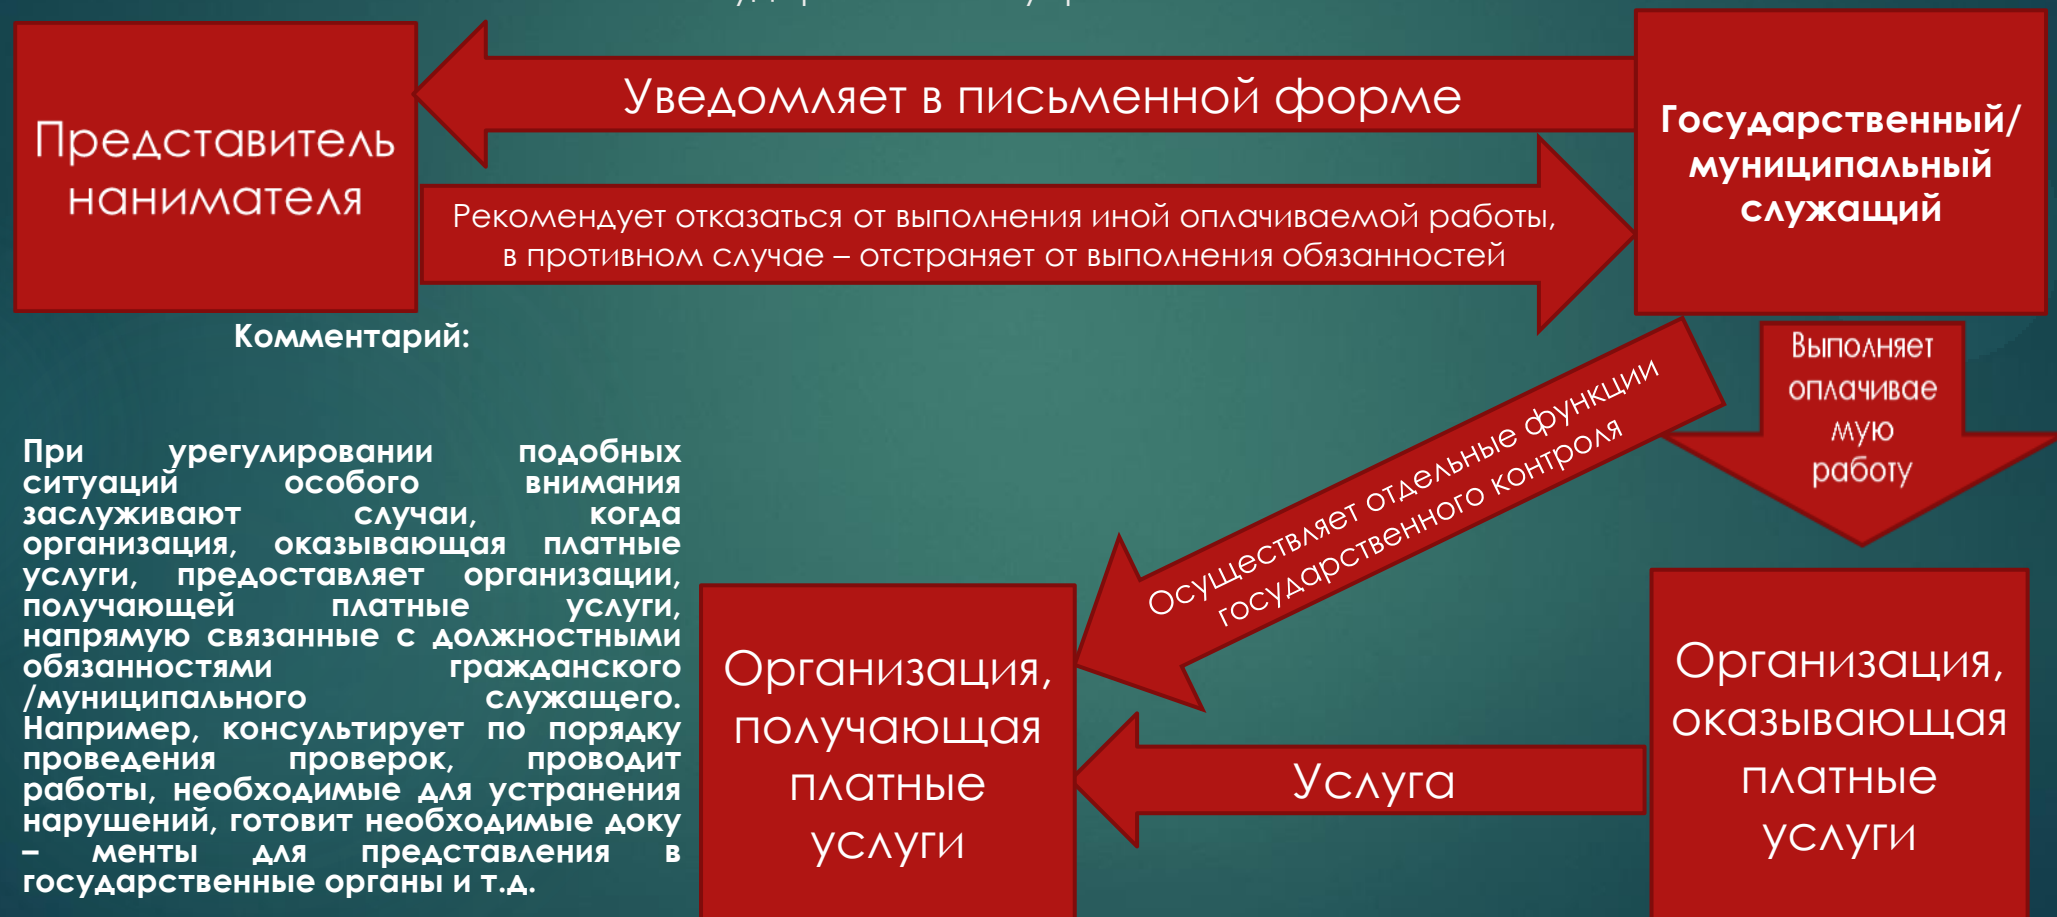 Уведомляет в письменной форме
Представитель
нанимателя
Государственный/
муниципальный
служащий
Рекомендует отказаться от выполнения иной оплачиваемой работы,
в противном случае – отстраняет от выполнения обязанностей
Комментарий:
При урегулировании подобных
ситуаций особого внимания
заслуживают случаи, когда
организация, оказывающая платные
услуги, предоставляет организации,
получающей платные услуги,
напрямую связанные с должностными
обязанностями гражданского
/муниципального служащего.
Например, консультирует по порядку
проведения проверок, проводит
работы, необходимые для устранения
нарушений, готовит необходимые доку
– менты для представления в
государственные органы и т.д.
Осуществляет отдельные функции
государственного контроля
Выполняет
оплачивае
мую
работу
Организация,
получающая
платные
услуги
Услуга
Организация,
оказывающая
платные
услуги